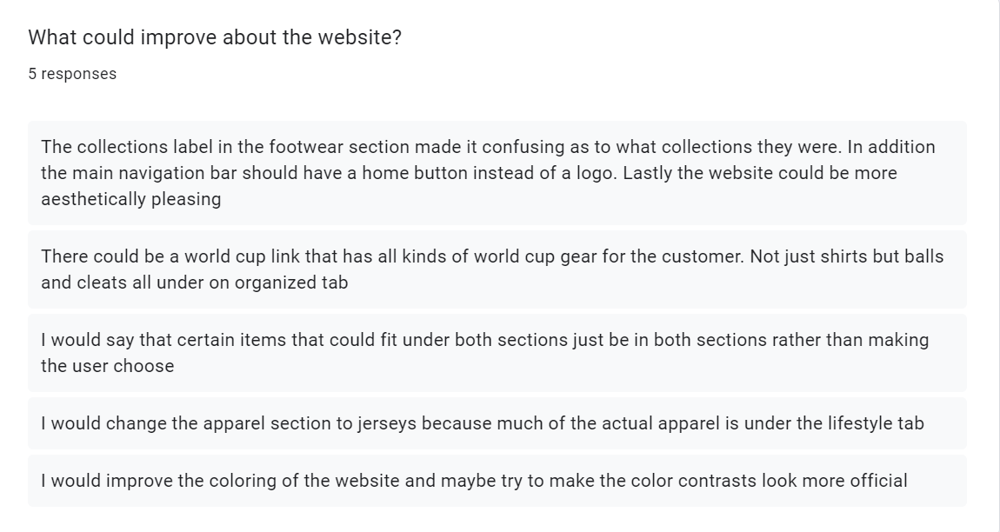 What could improve about the website?
5 responses
The collections label in the footwear section made it confusing as to what collections they were. In addition
the main navigation bar should have a home button instead of a logo. Lastly the website could be more
aesthetically pleasing
There could be a world cup link that has all kinds of world cup gear for the customer. Not just shirts but balls
and cleats all under on organized tab
I would say that certain items that could fit under both sections just be in both sections rather than making
the user choose
I would change the apparel section to jerseys because much of the actual apparel is under the lifestyle tab
I would improve the coloring of the website and maybe try to make the color contrasts look more official